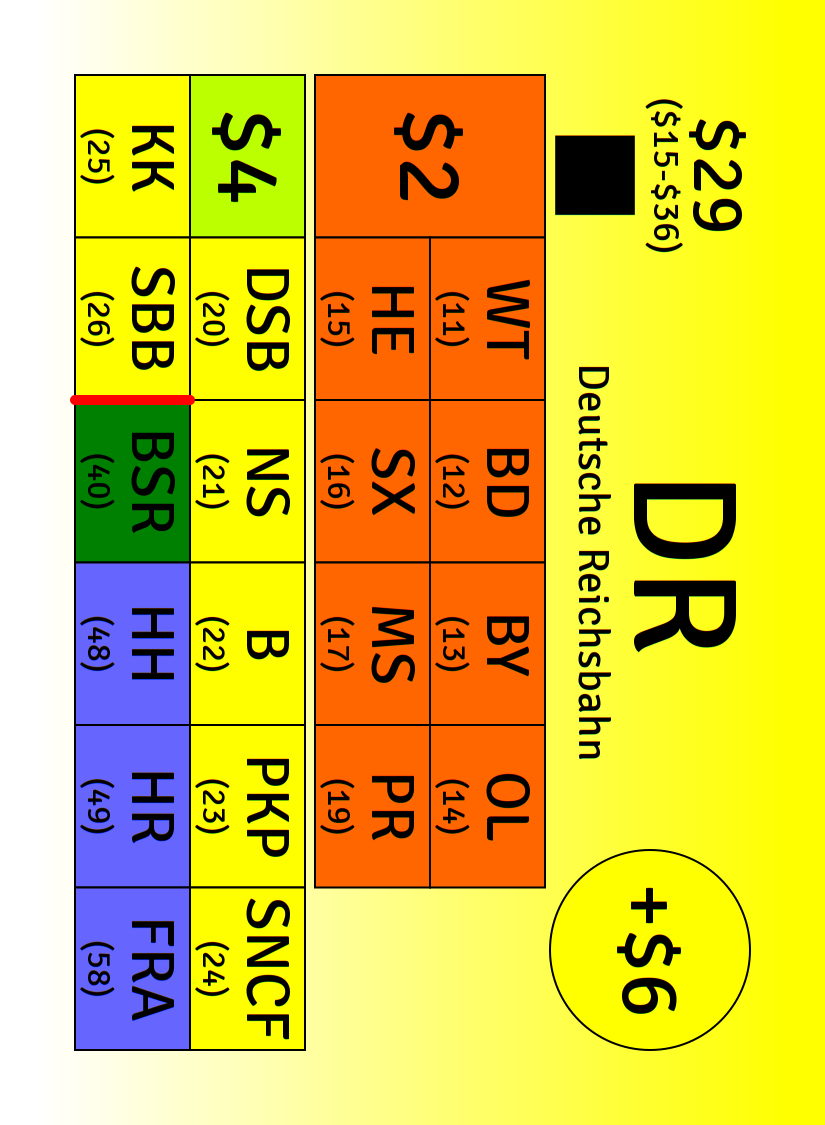 $29
($15-$36)
DR
Deutsche Reichsbahn
+$6
$2
WT
(11)
BD
(12)
BY
(13)
OL
(14)
HE
(15)
SX
(16)
MS
(17)
PR
(19)
$4
DSB
(20)
NS
(21)
B
(22)
PKP
(23)
SNCF
(24)
KK
(25)
SBB
(26)
BSR
(40)
HH
(48)
HR
(49)
FRA
(58)